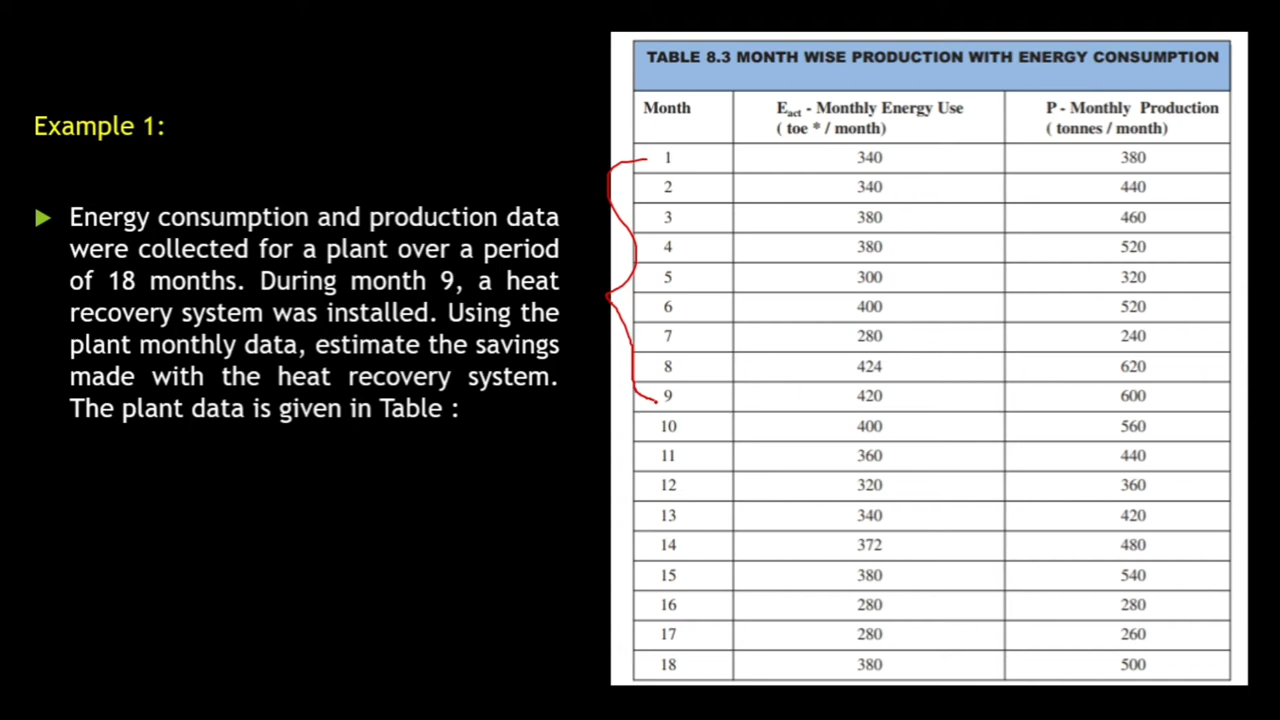 Example 1:
Energy consumption and production data
were collected for a plant over a period
of 18 months. During month 9, a heat
recovery system was installed. Using the
plant monthly data, estimate the savings
made with the heat recovery system.
The plant data is given in Table :
TABLE 8.3 MONTH WISE PRODUCTION WITH ENERGY CONSUMPTION
Month Eact - Monthly Energy Use P - Monthly Production
( toe * / month) ( tonnes / month)
1 340 380
2 340 440
3 380 460
4 380 520
5 300 320
6 400 520
7 280 240
8 424 620
9 420 600
10 400 560
11 360 440
12 320 360
13 340 420
14 372 480
15 380 540
16 280 280
17 280 260
18 380 500